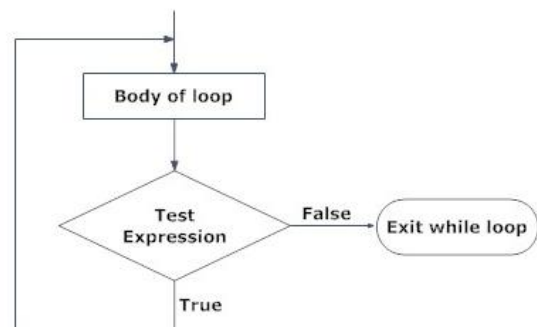 Body of loop
Test
Expression
False
Exit while loop
True